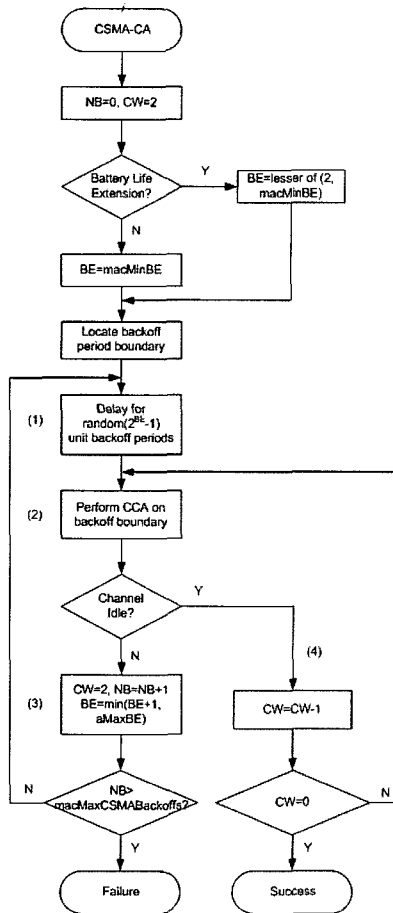 CSMA-CA
NB=0, CW=2
Battery Life
Extension?
Y
BE=lesser of (2,
macMinBE)
N
BE=macMinBE
Locate backoff
period boundary
(1)
Delay for
random(2^BE-1)
unit backoff periods
(2)
Perform CCA on
backoff boundary
Channel
Idle?
Y
N
(4)
(3)
CW=2, NB=NB+1
BE=min(BE+1,
aMaxBE)
CW=CW-1
N
NB>
macMaxCSMABackoffs?
CW=0
N
Y
Y
Failure
Success